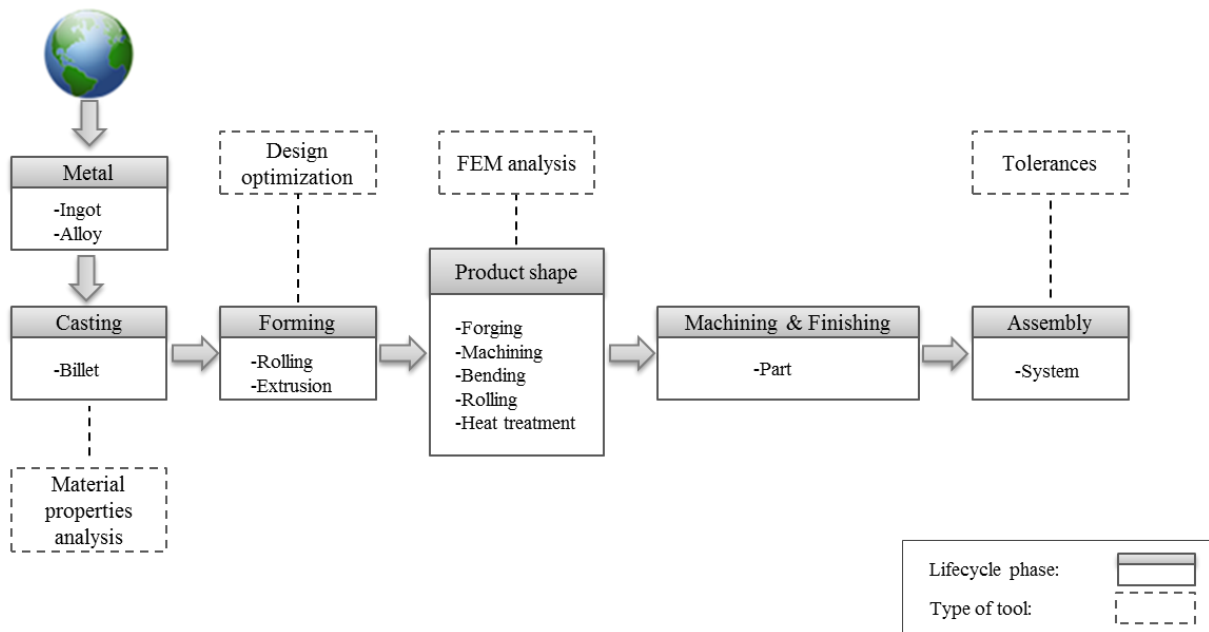 Metal
-Ingot
-Alloy
Design
optimization
FEM analysis
Tolerances
Casting
-Billet
Forming
-Rolling
-Extrusion
Product shape
-Forging
-Machining
-Bending
-Rolling
-Heat treatment
Machining & Finishing
-Part
Assembly
-System
Material
properties
analysis
Lifecycle phase:
Type of tool: